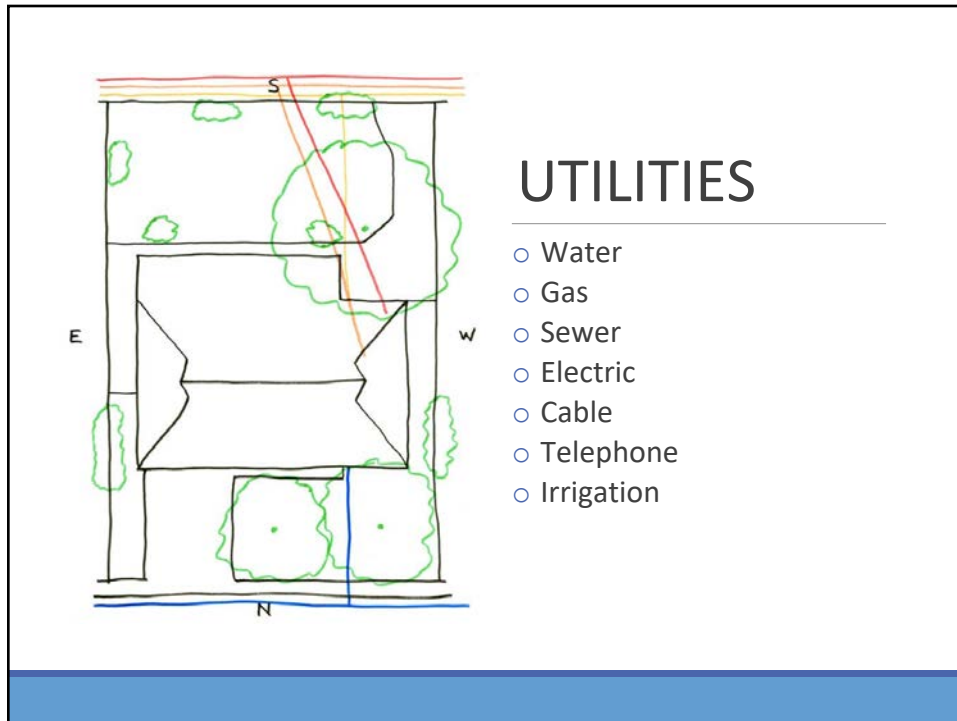 S
E
W
N
UTILITIES
○ Water
○ Gas
○ Sewer
○ Electric
○ Cable
○ Telephone
○ Irrigation